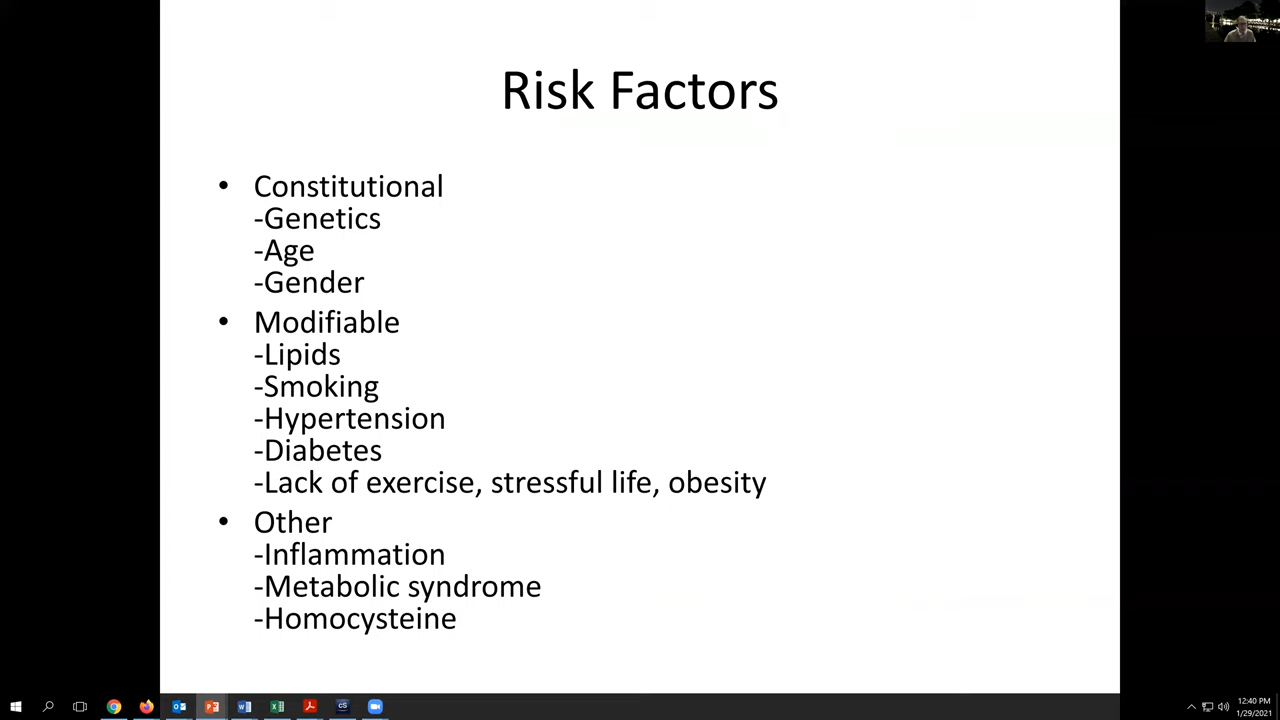 Risk Factors
• Constitutional
-Genetics
-Age
-Gender
• Modifiable
-Lipids
-Smoking
-Hypertension
-Diabetes
-Lack of exercise, stressful life, obesity
• Other
-Inflammation
-Metabolic syndrome
-Homocysteine
12:40 PM
1/29/2021